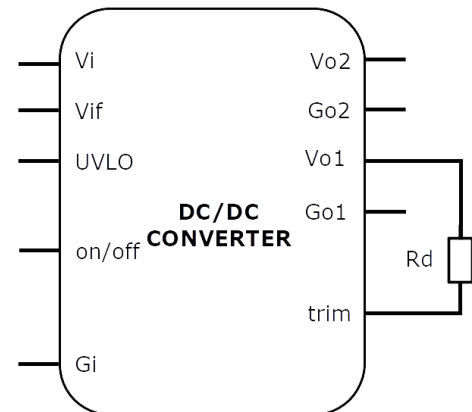 Vi
Vif
UVLO
on/off
Gi
DC/DC
CONVERTER
Vo2
Go2
Vo1
Go1
trim
Rd